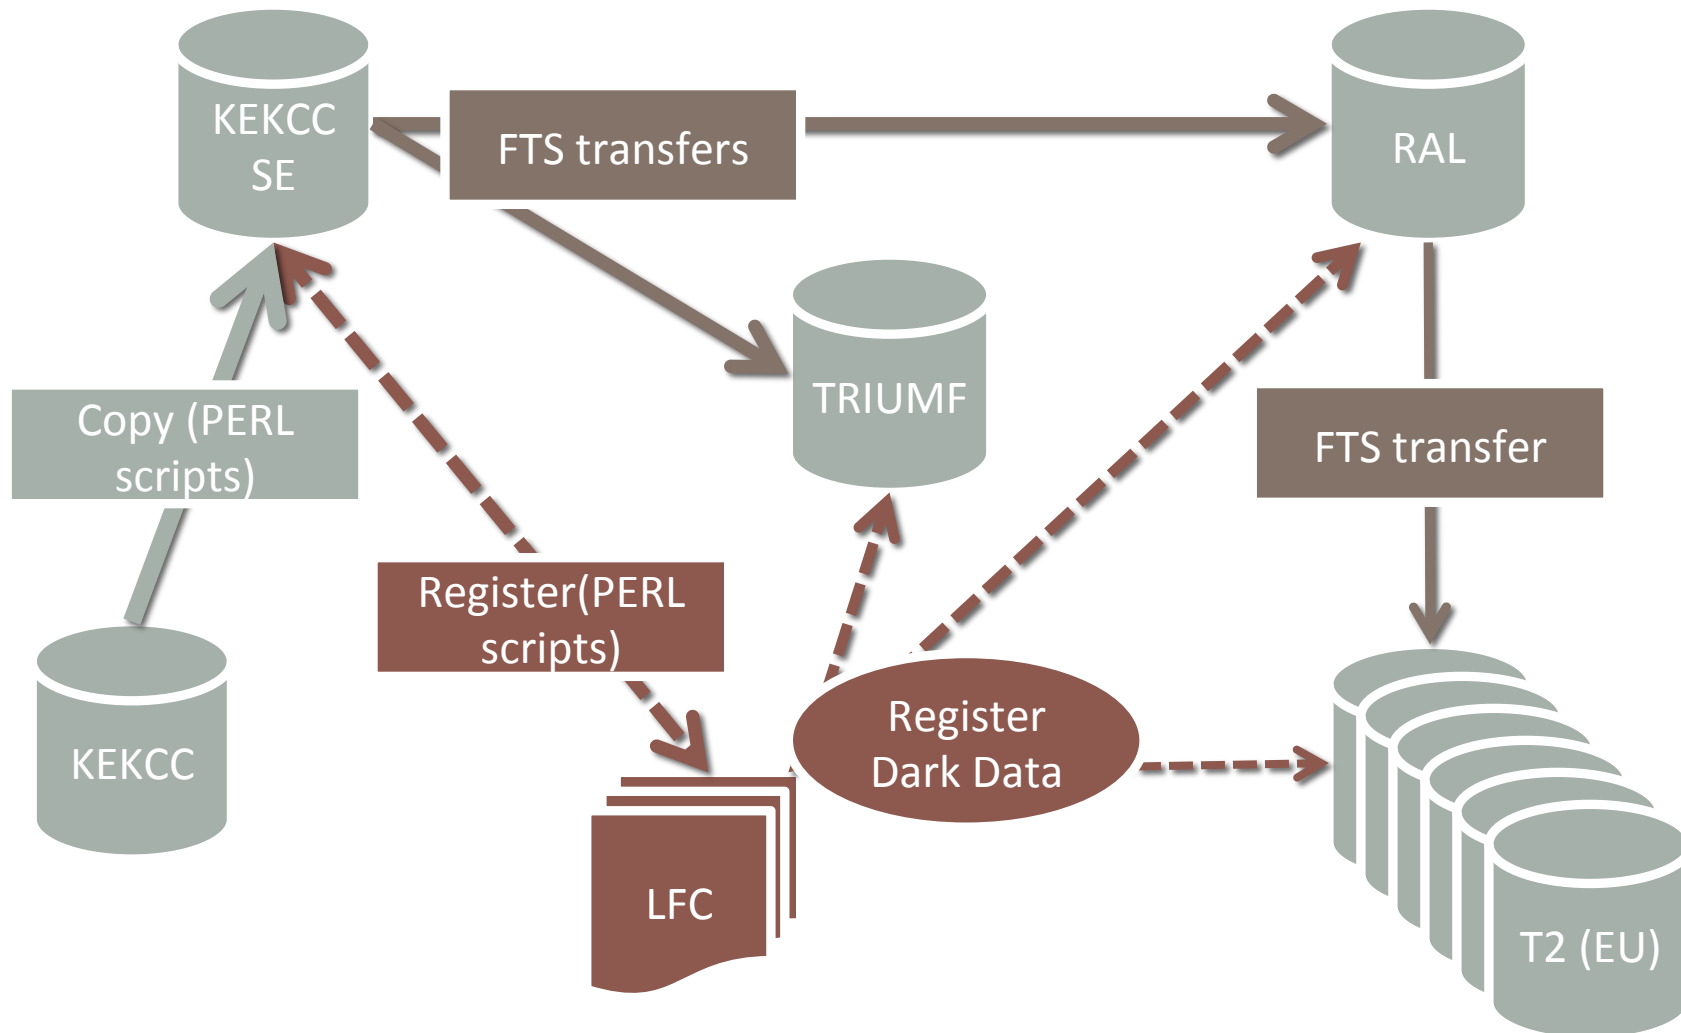 KEKCC
SE
FTS transfers
RAL
TRIUMF
Copy (PERL
scripts)
FTS transfer
Register(PERL
scripts)
KEKCC
Register
Dark Data
LFC
T2 (EU)